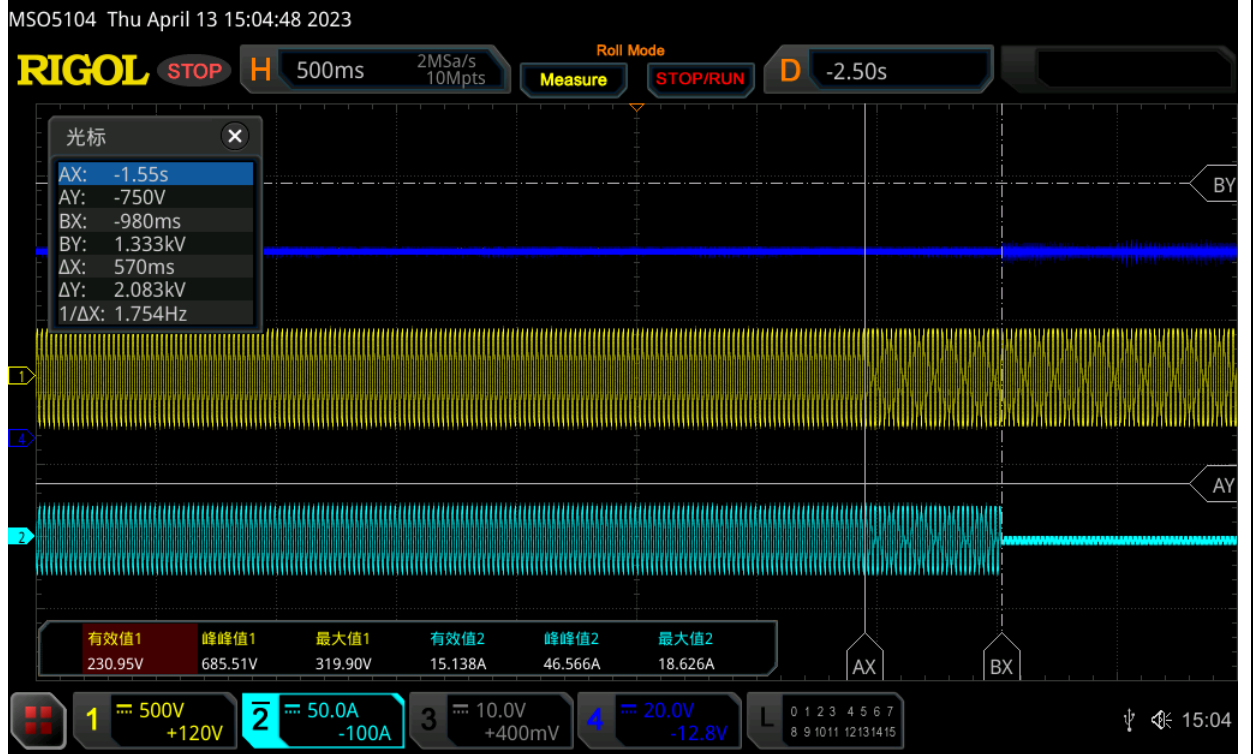 MSO5104 Thu April 13 15:04:48 2023
RIGOL STOP H 500ms 2MSa/s 10Mpts Roll Mode Measure STOP/RUN D -2.50s
光标
AX: -1.55s
AY: -750V
BX: -980ms
BY: 1.333kV
ΔX: 570ms
ΔY: 2.083kV
1/ΔX: 1.754Hz
BY
1
4
AY
2
有效值1 峰峰值1 最大值1 有效值2 峰峰值2 最大值2
230.95V 685.51V 319.90V 15.138A 46.566A 18.626A
AX BX
1 500V +120V 2 50.0A -100A 3 10.0V +400mV 4 20.0V -12.8V L 0 1 2 3 4 5 6 7 8 9 10 11 12 13 14 15 15:04